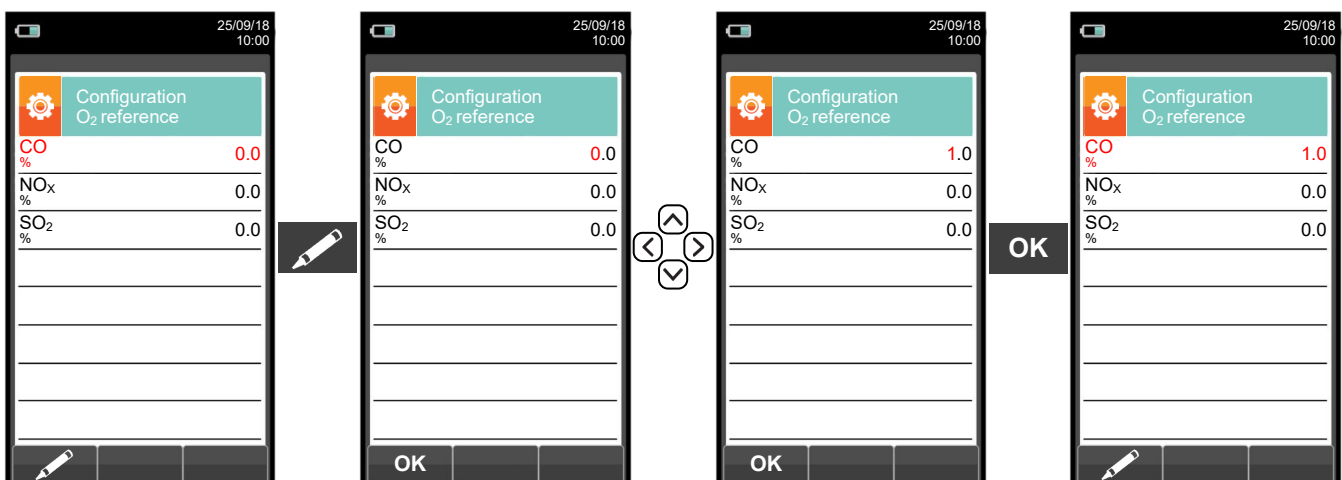 25/09/18
10:00
Configuration
O₂ reference
CO
% 0.0
NOX
% 0.0
SO₂
% 0.0
25/09/18
10:00
Configuration
O₂ reference
CO
% 0.0
NOX
% 0.0
SO₂
% 0.0
OK
25/09/18
10:00
Configuration
O₂ reference
CO
% 1.0
NOX
% 0.0
SO₂
% 0.0
OK
OK
25/09/18
10:00
Configuration
O₂ reference
CO
% 1.0
NOX
% 0.0
SO₂
% 0.0